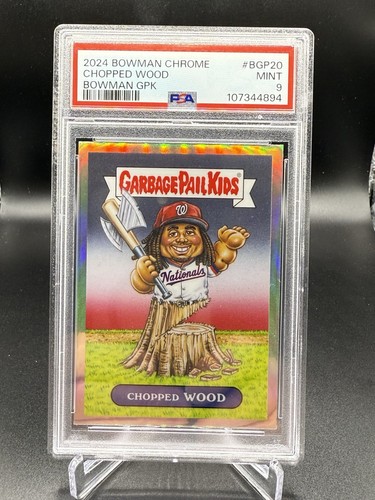 2024 BOWMAN CHROME #BGP20
CHOPPED WOOD MINT
BOWMAN GPK 9
PSA 107344894
GARBAGE PAIL KIDS
W
Nationals
CHOPPED WOOD